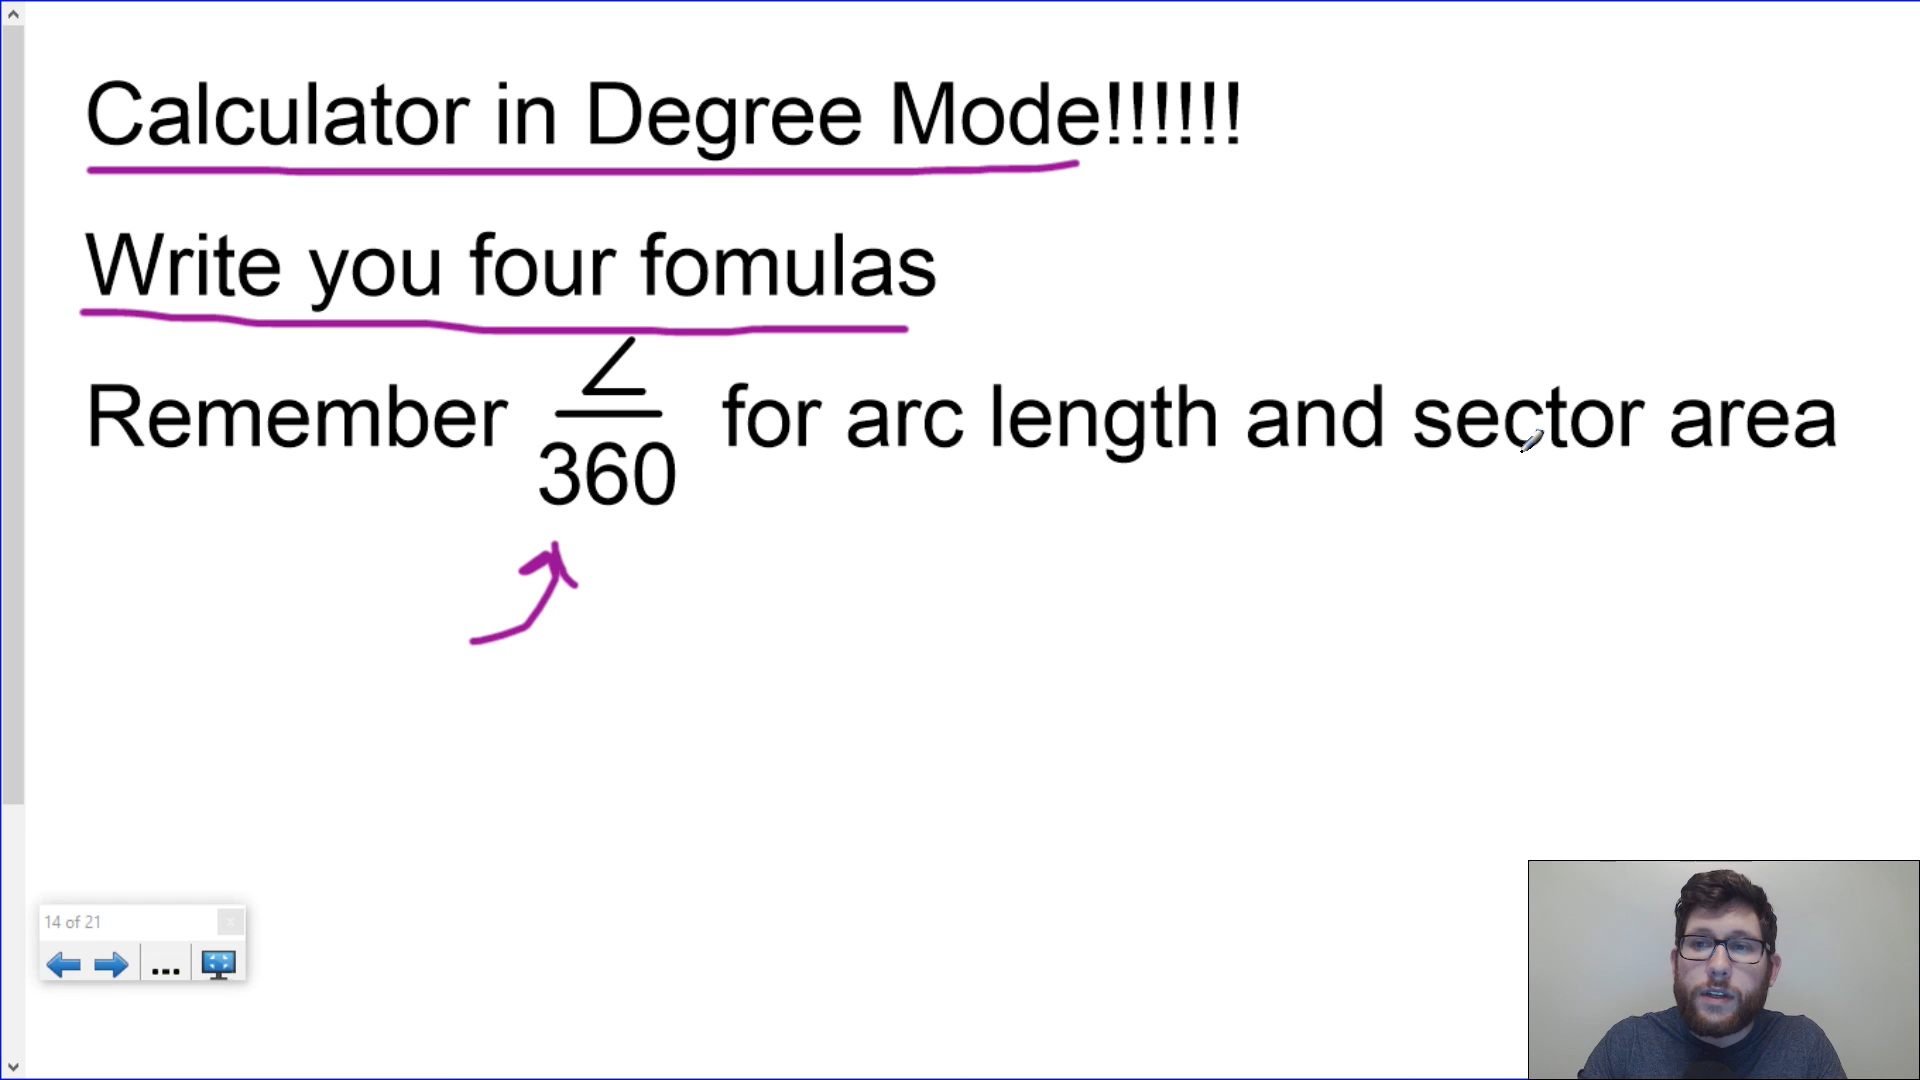 Calculator in Degree Mode!!!!!!
Write you four fomulas
Remember ∠/360 for arc length and sector area
14 of 21
x
...